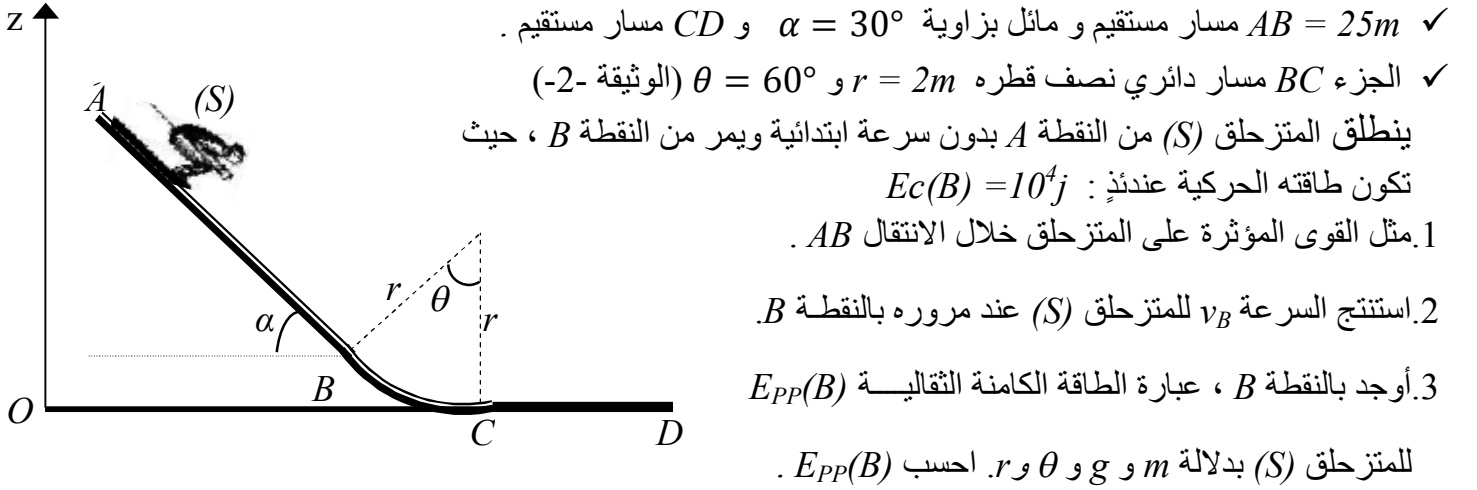 ✓ AB = 25m مسار مستقيم و مائل بزاوية α = 30° و CD مسار مستقيم .
✓ الجزء BC مسار دائري نصف قطره r = 2m و θ = 60° (الوثيقة -2-)
ينطلق المتزحلق (S) من النقطة A بدون سرعة ابتدائية ويمر من النقطة B ، حيث
تكون طاقته الحركية عندئذٍ : Ec(B) =10⁴j
1.مثل القوى المؤثرة على المتزحلق خلال الانتقال AB .
2.استنتج السرعة vB للمتزحلق (S) عند مروره بالنقطـة B.
3.أوجد بالنقطة B ، عبارة الطاقة الكامنة الثقاليــــة EPP(B)
للمتزحلق (S) بدلالة m و g و θ و r. احسب EPP(B) .
z
A
(S)
r
θ
r
α
B
O
C
D